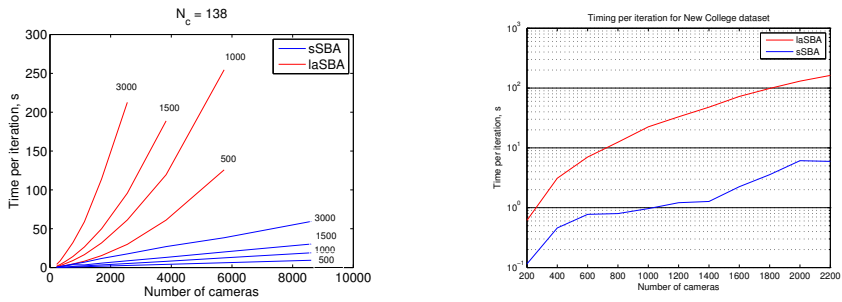 N_c = 138
300
250
200
150
100
50
0
Time per iteration, s
sSBA
laSBA
3000
1500
1000
500
3000
1500
1000
500
0 2000 4000 6000 8000 10000
Number of cameras
Timing per iteration for New College dataset
10^3
10^2
10^1
10^0
10^-1
Time per iteration, s
laSBA
sSBA
200 400 600 800 1000 1200 1400 1600 1800 2000 2200
Number of cameras